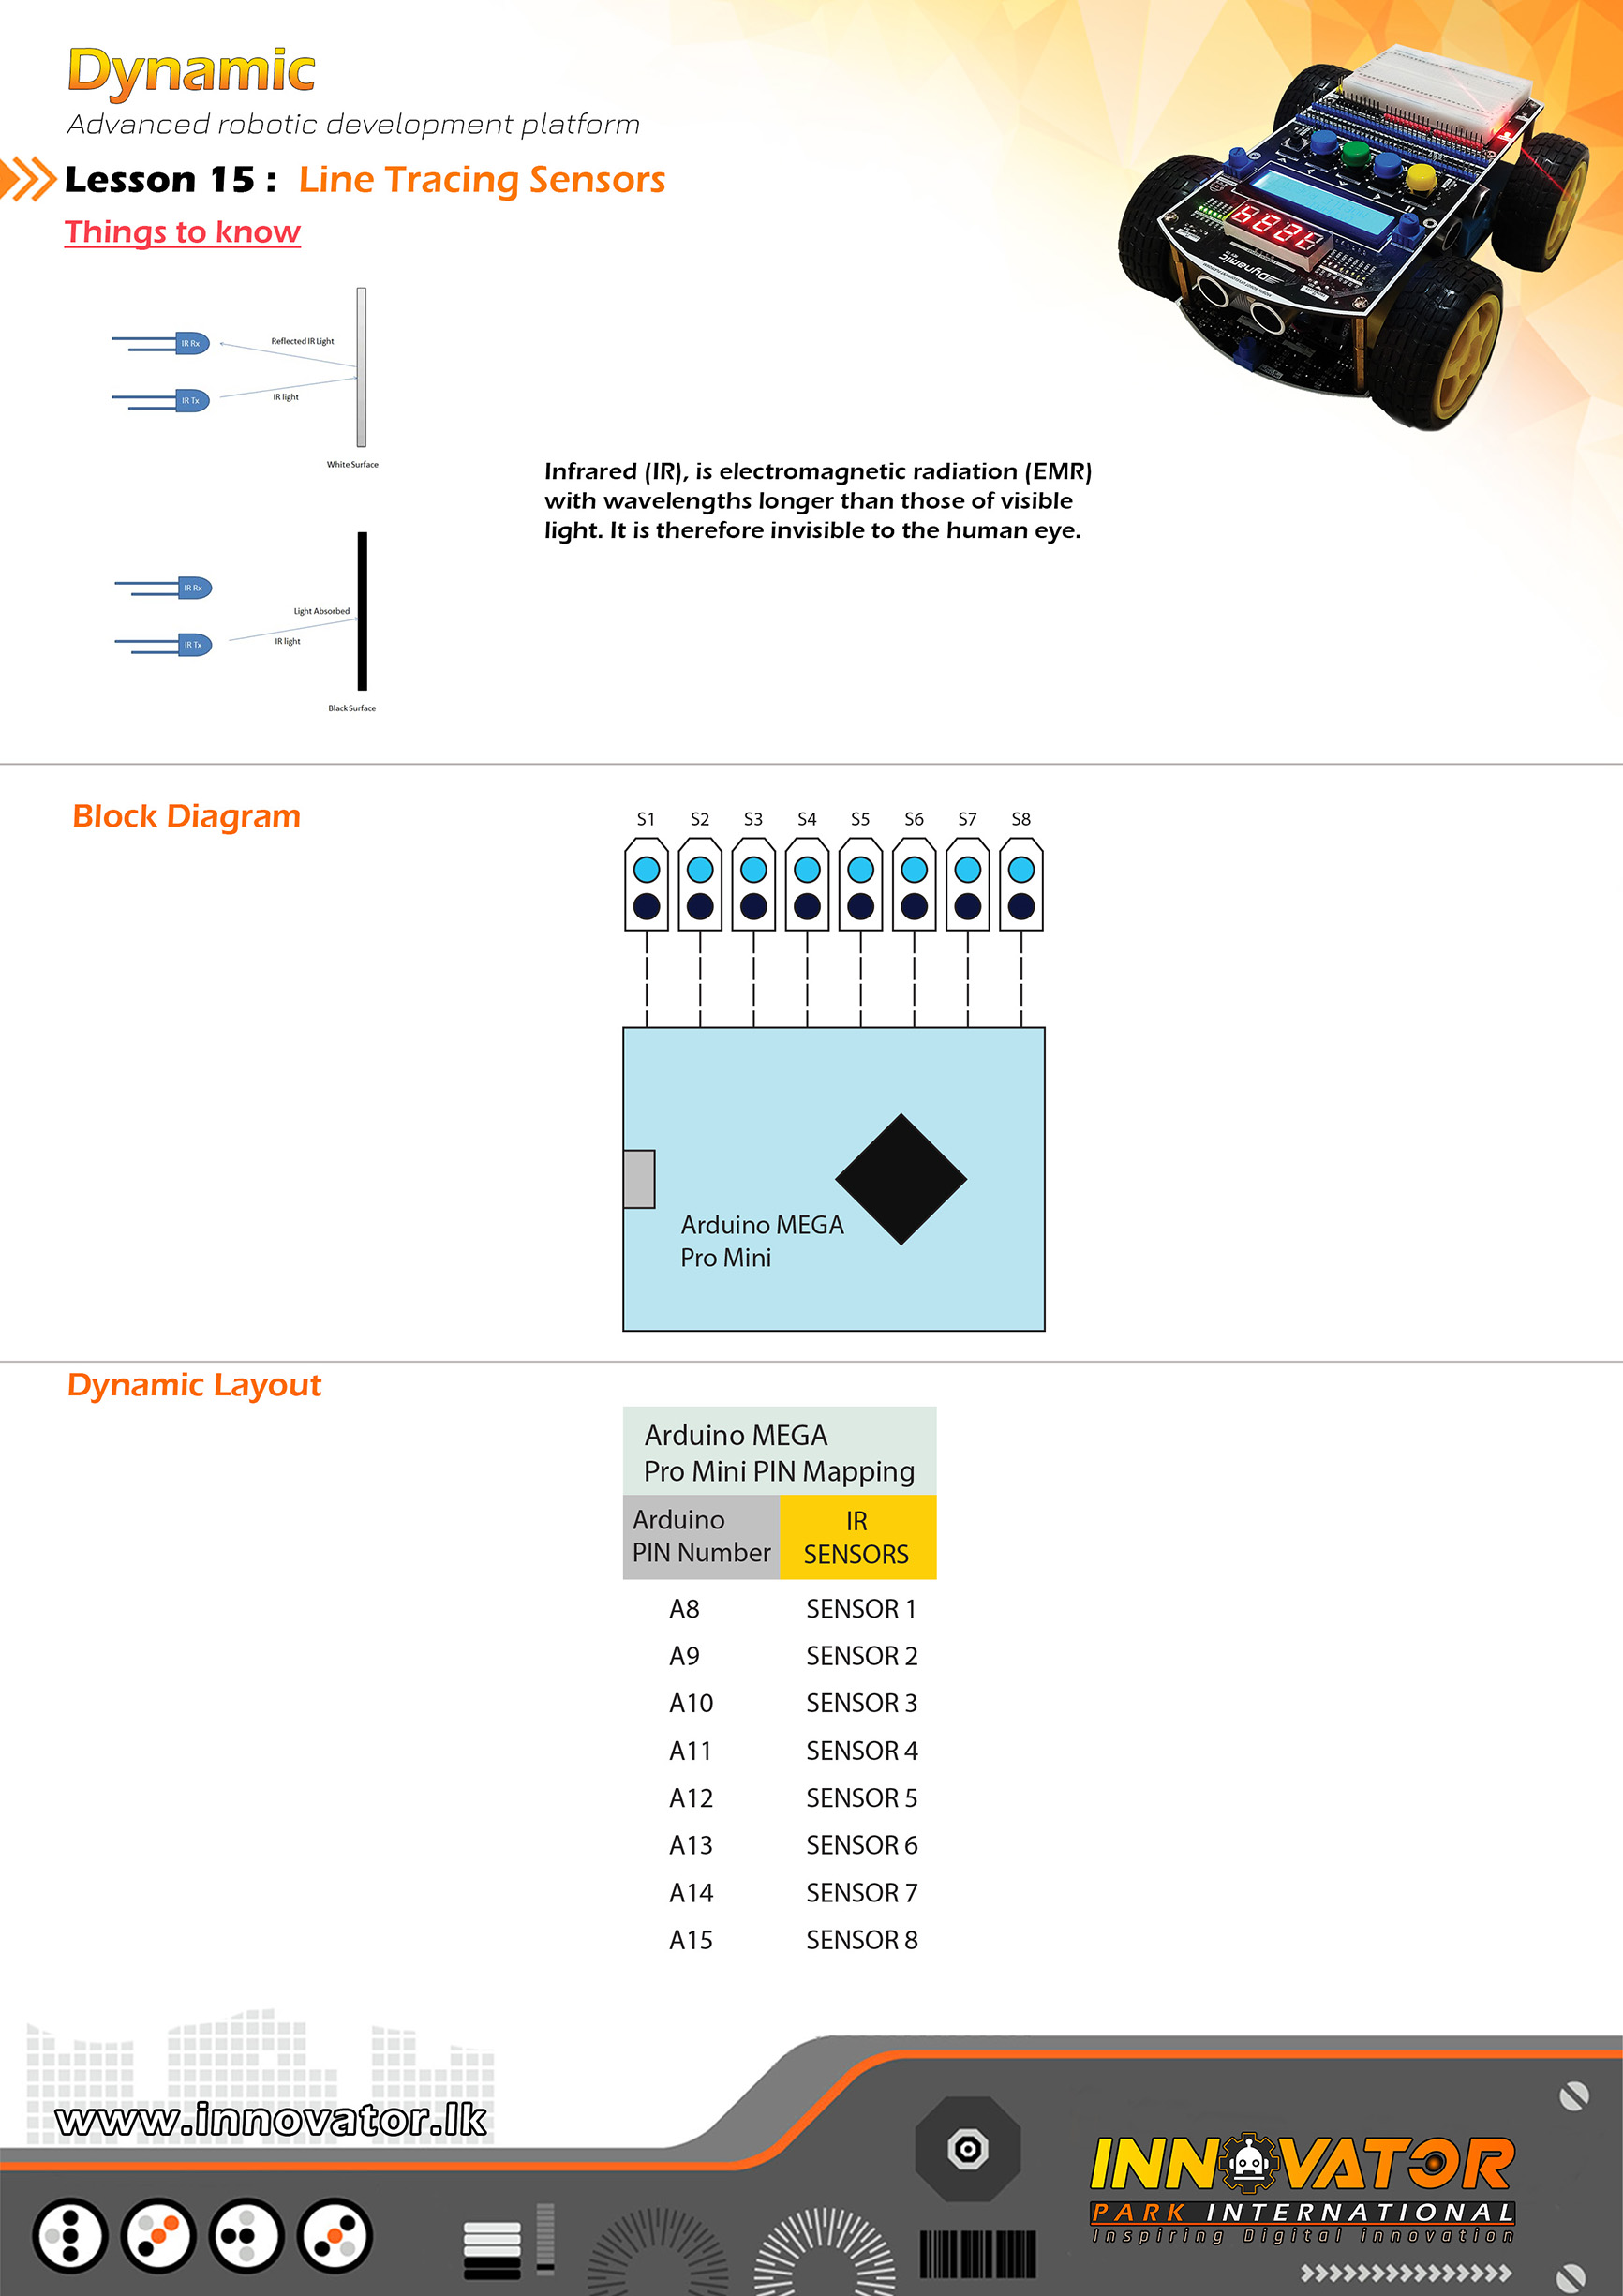 Dynamic
Advanced robotic development platform
Lesson 15 : Line Tracing Sensors
Things to know
IR Rx
Reflected IR Light
IR Tx
IR light
White Surface
Infrared (IR), is electromagnetic radiation (EMR)
with wavelengths longer than those of visible
light. It is therefore invisible to the human eye.
IR Rx
Light Absorbed
IR Tx
IR light
Black Surface
Block Diagram
S1 S2 S3 S4 S5 S6 S7 S8
Arduino MEGA
Pro Mini
Dynamic Layout
Arduino MEGA
Pro Mini PIN Mapping
Arduino
PIN Number
IR
SENSORS
A8 SENSOR 1
A9 SENSOR 2
A10 SENSOR 3
A11 SENSOR 4
A12 SENSOR 5
A13 SENSOR 6
A14 SENSOR 7
A15 SENSOR 8
www.innovator.lk
INNOVATOR
PARK INTERNATIONAL
Inspiring Digital innovation
Dynamic